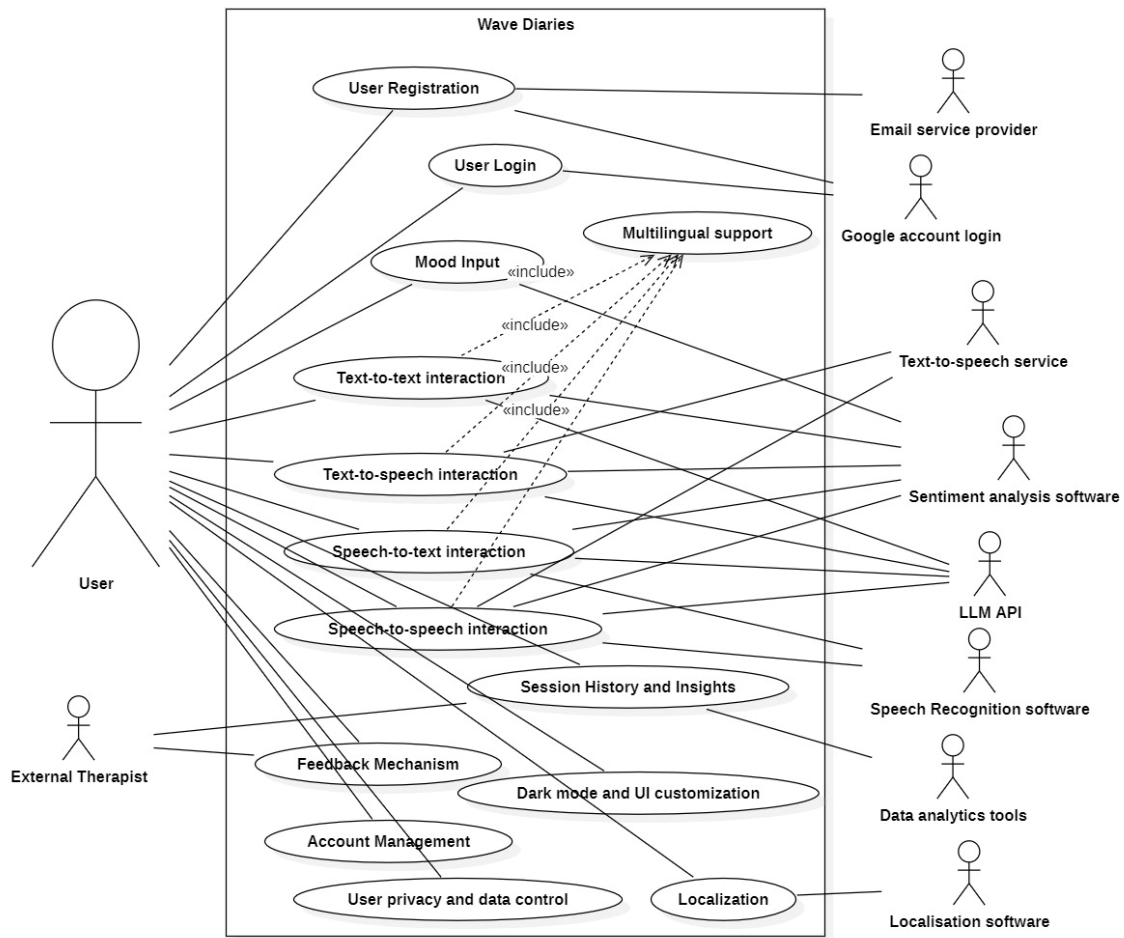 Wave Diaries
User Registration
Email service provider
User Login
Google account login
Multilingual support
Mood Input
«include»
«include»
Text-to-speech service
«include»
Text-to-text interaction
«include»
Text-to-speech interaction
Sentiment analysis software
Speech-to-text interaction
User
LLM API
Speech-to-speech interaction
Session History and Insights
Speech Recognition software
Feedback Mechanism
External Therapist
Dark mode and UI customization
Data analytics tools
Account Management
User privacy and data control
Localization
Localisation software